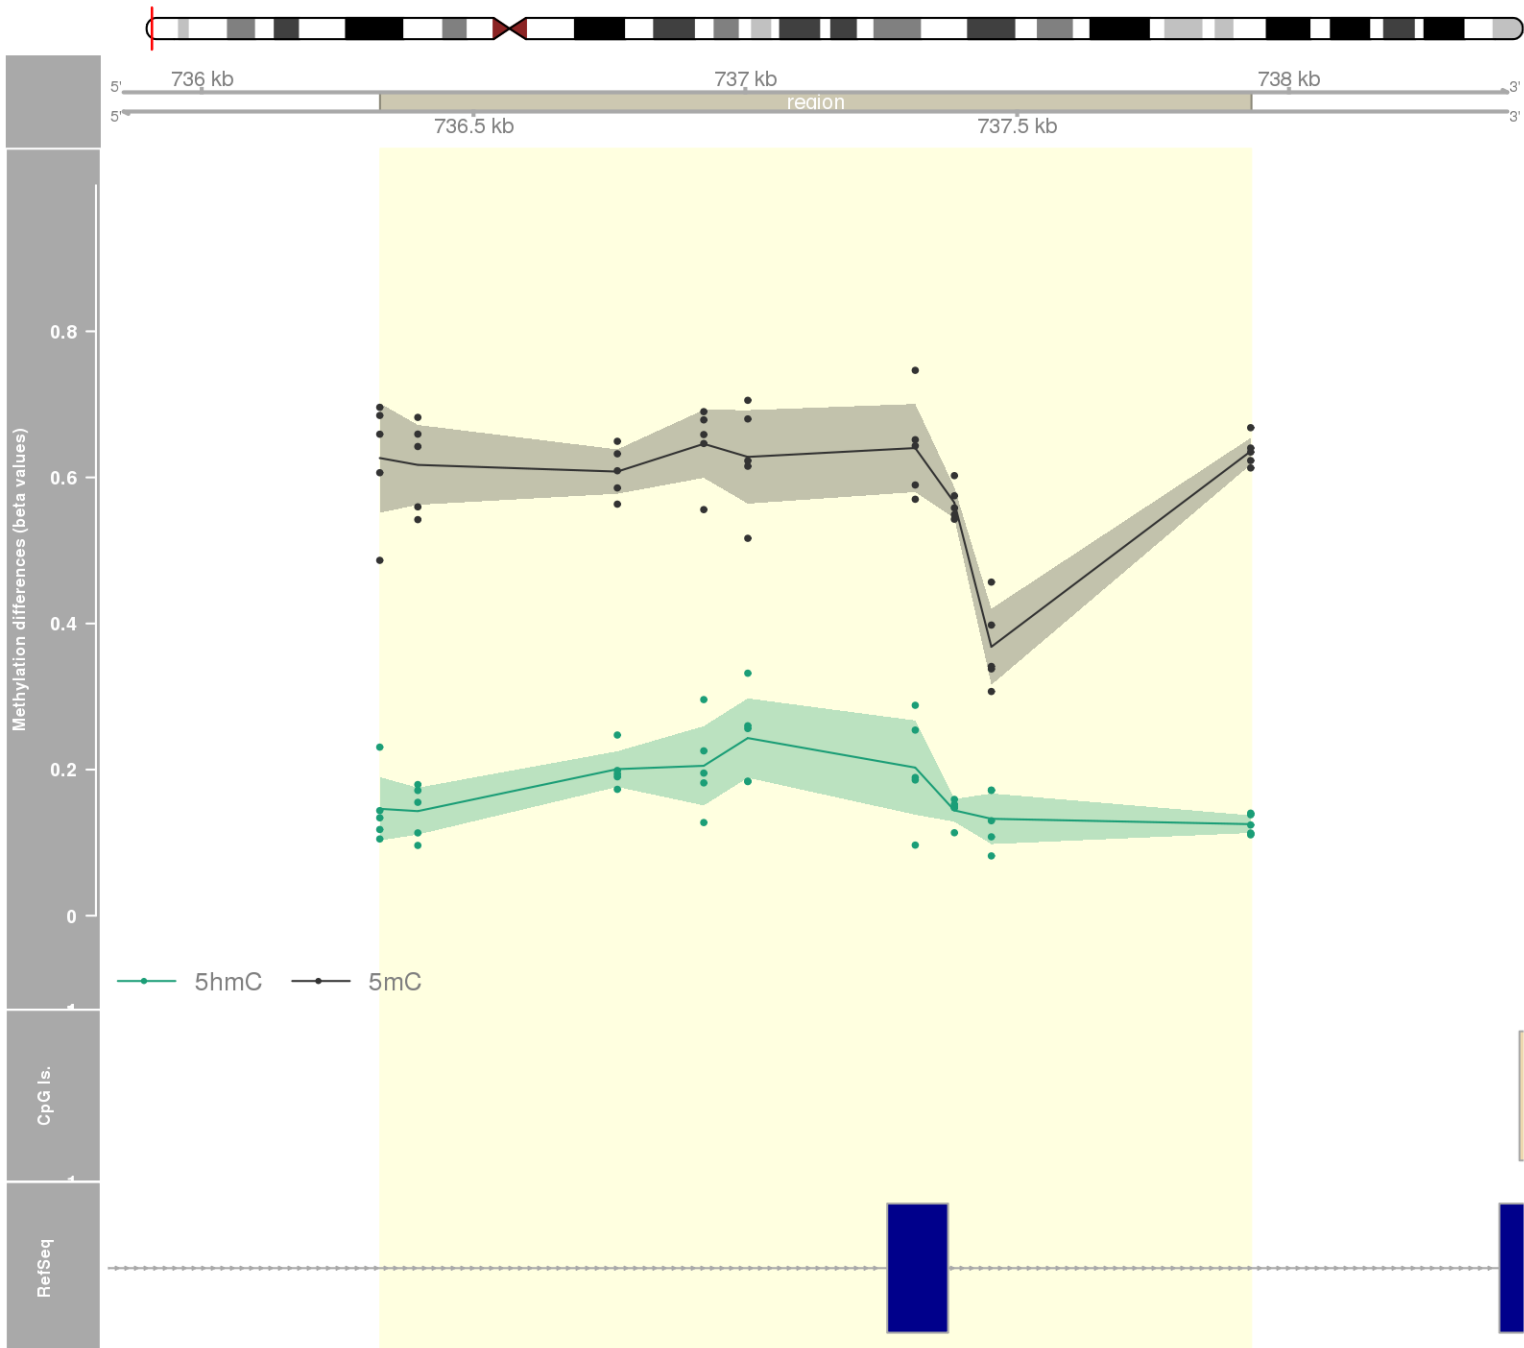 736 kb
737 kb
738 kb
5'
3'
region
5'
3'
736.5 kb
737.5 kb
Methylation differences (beta values)
0.8
0.6
0.4
0.2
0
5hmC
5mC
CpG Is.
RefSeq